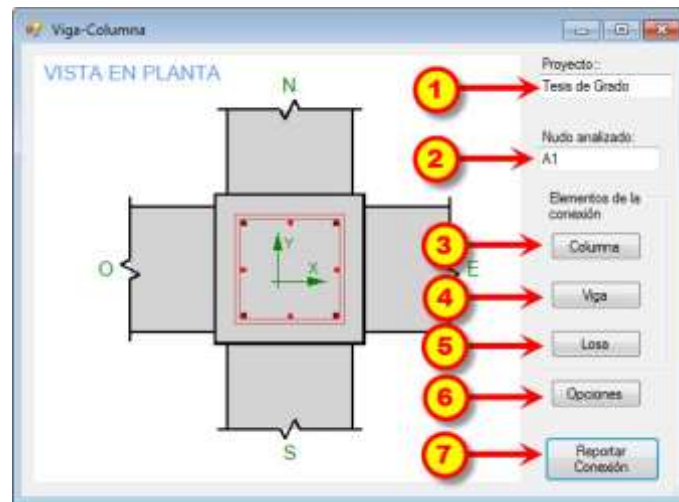 Viga-Columna
VISTA EN PLANTA
N
Proyecto::
1
Tesis de Grado
Nudo analizado:
2
A1
Elementos de la
conexión
O
Y
X
E
3
Columna
4
Viga
5
Losa
6
Opciones
S
7
Reportar
Conexión